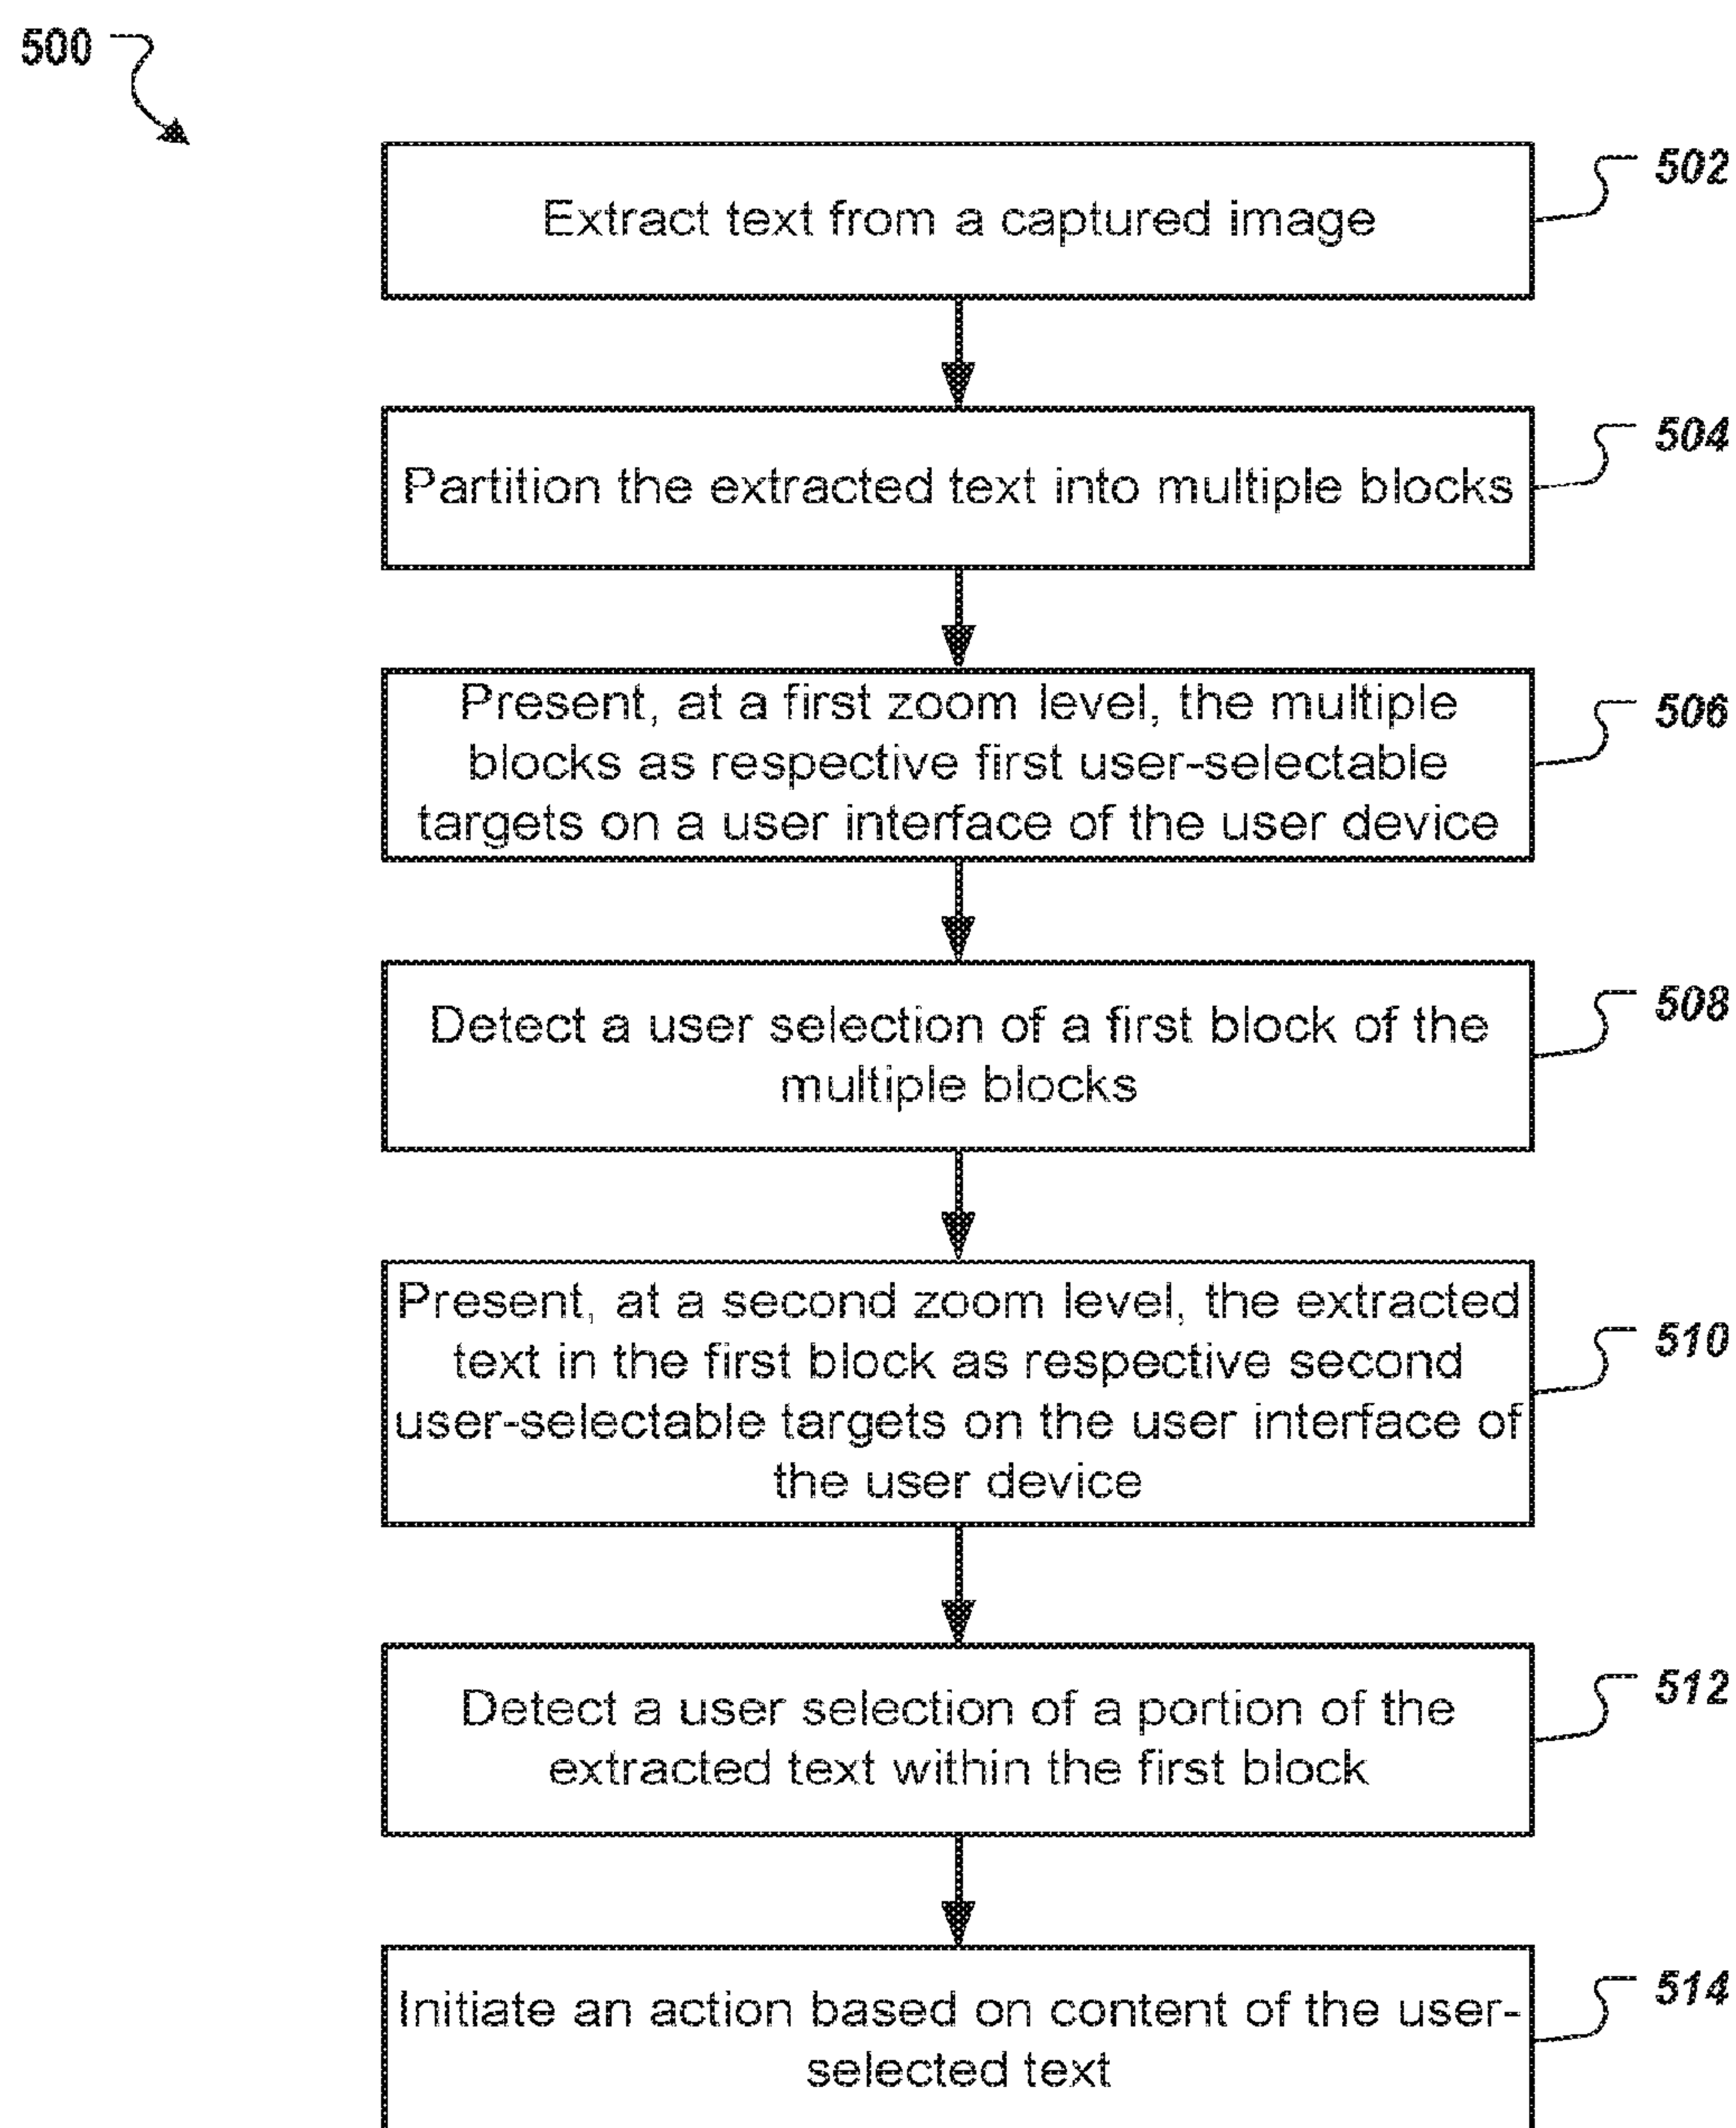 500
Extract text from a captured image
502
Partition the extracted text into multiple blocks
504
Present, at a first zoom level, the multiple
blocks as respective first user-selectable
targets on a user interface of the user device
506
Detect a user selection of a first block of the
multiple blocks
508
Present, at a second zoom level, the extracted
text in the first block as respective second
user-selectable targets on the user interface of
the user device
510
Detect a user selection of a portion of the
extracted text within the first block
512
Initiate an action based on content of the user-
selected text
514